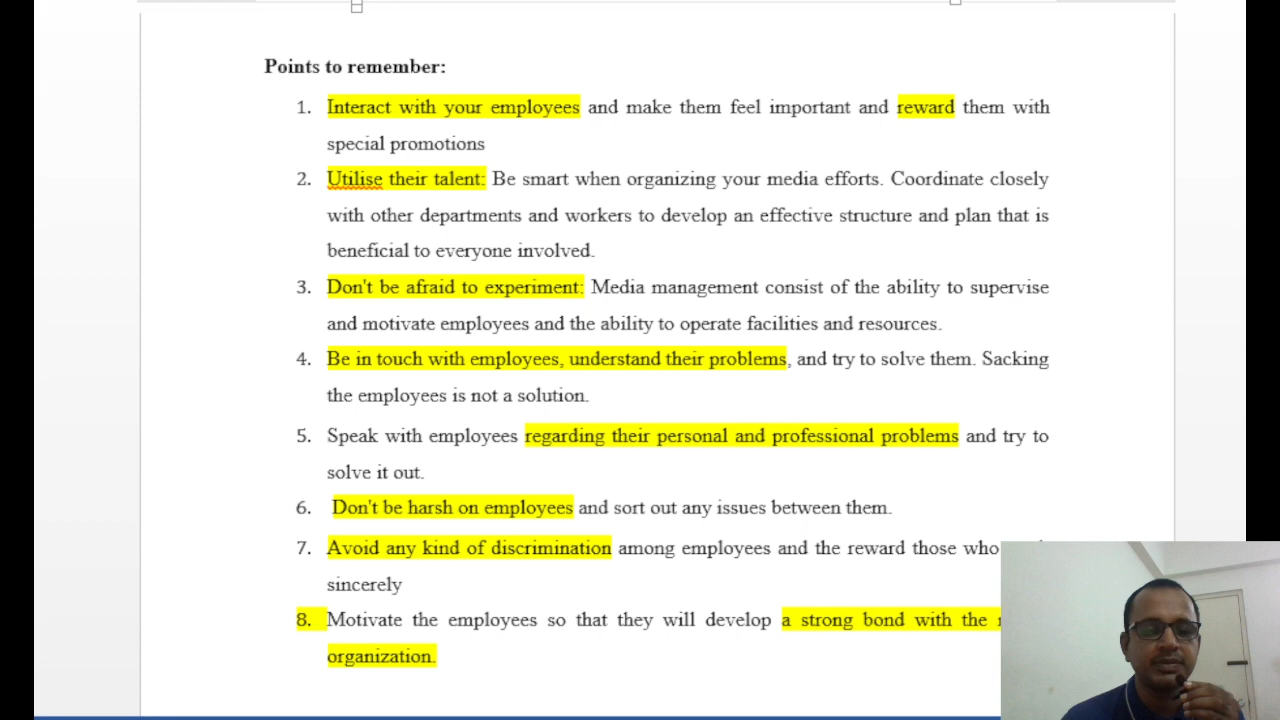 Points to remember:
1. Interact with your employees and make them feel important and reward them with
special promotions
2. Utilise their talent: Be smart when organizing your media efforts. Coordinate closely
with other departments and workers to develop an effective structure and plan that is
beneficial to everyone involved.
3. Don't be afraid to experiment: Media management consist of the ability to supervise
and motivate employees and the ability to operate facilities and resources.
4. Be in touch with employees, understand their problems, and try to solve them. Sacking
the employees is not a solution.
5. Speak with employees regarding their personal and professional problems and try to
solve it out.
6. Don't be harsh on employees and sort out any issues between them.
7. Avoid any kind of discrimination among employees and the reward those who
sincerely
8. Motivate the employees so that they will develop a strong bond with the
organization.